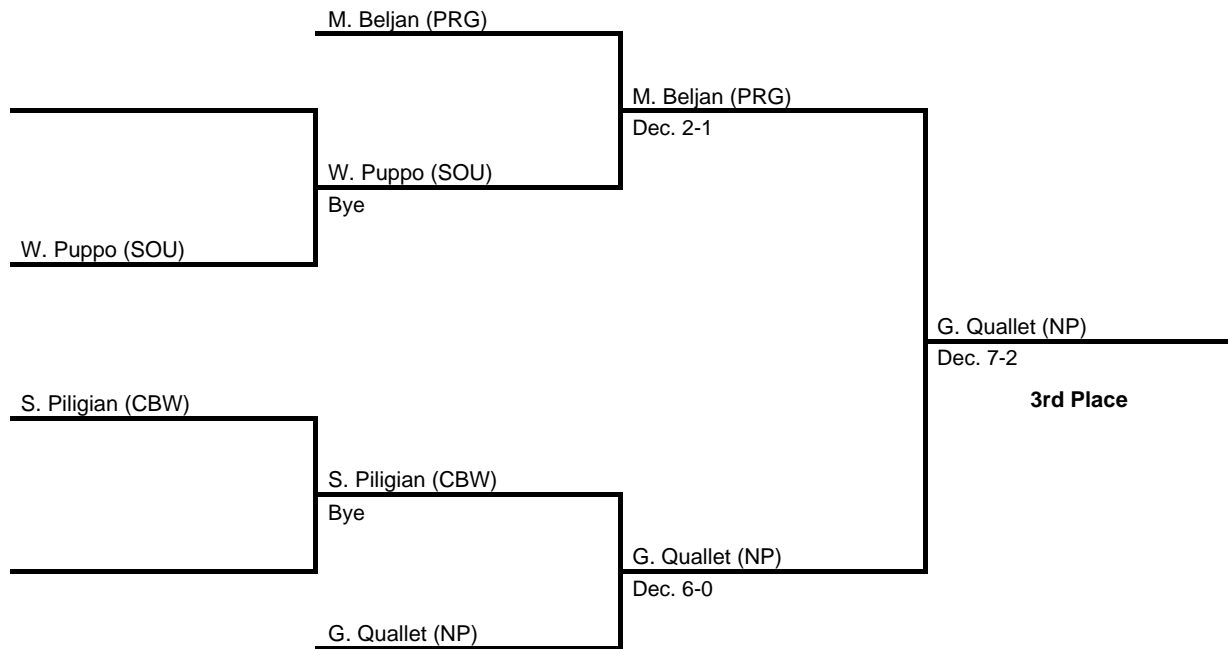 M. Beljan (PRG)
M. Beljan (PRG)
Dec. 2-1
W. Puppo (SOU)
Bye
W. Puppo (SOU)
G. Quallet (NP)
Dec. 7-2
3rd Place
S. Piligian (CBW)
S. Piligian (CBW)
Bye
G. Quallet (NP)
Dec. 6-0
G. Quallet (NP)